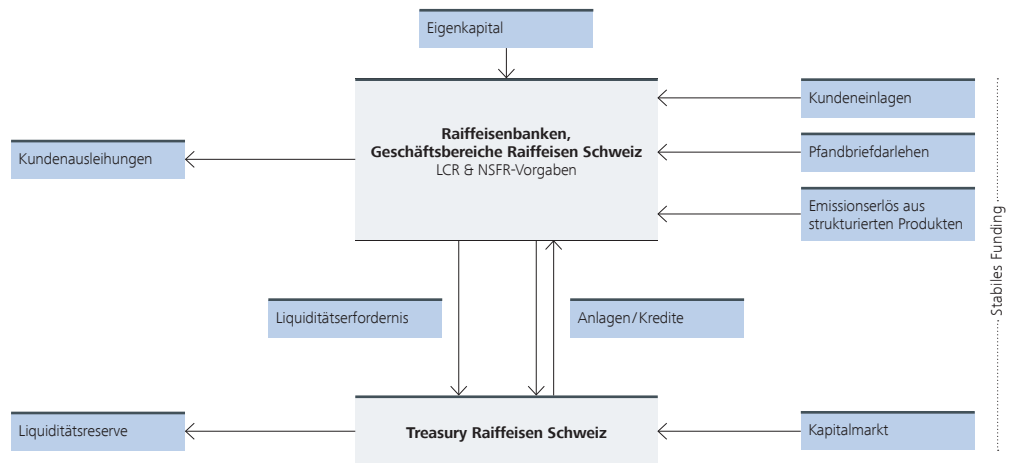 Eigenkapital
Kundeneinlagen
Raiffeisenbanken,
Geschäftsbereiche Raiffeisen Schweiz
LCR & NSFR-Vorgaben
Kundenausleihungen
Pfandbriefdarlehen
Emissionserlös aus
strukturierten Produkten
Stabiles Funding
Liquiditätserfordernis
Anlagen/Kredite
Liquiditätsreserve
Treasury Raiffeisen Schweiz
Kapitalmarkt